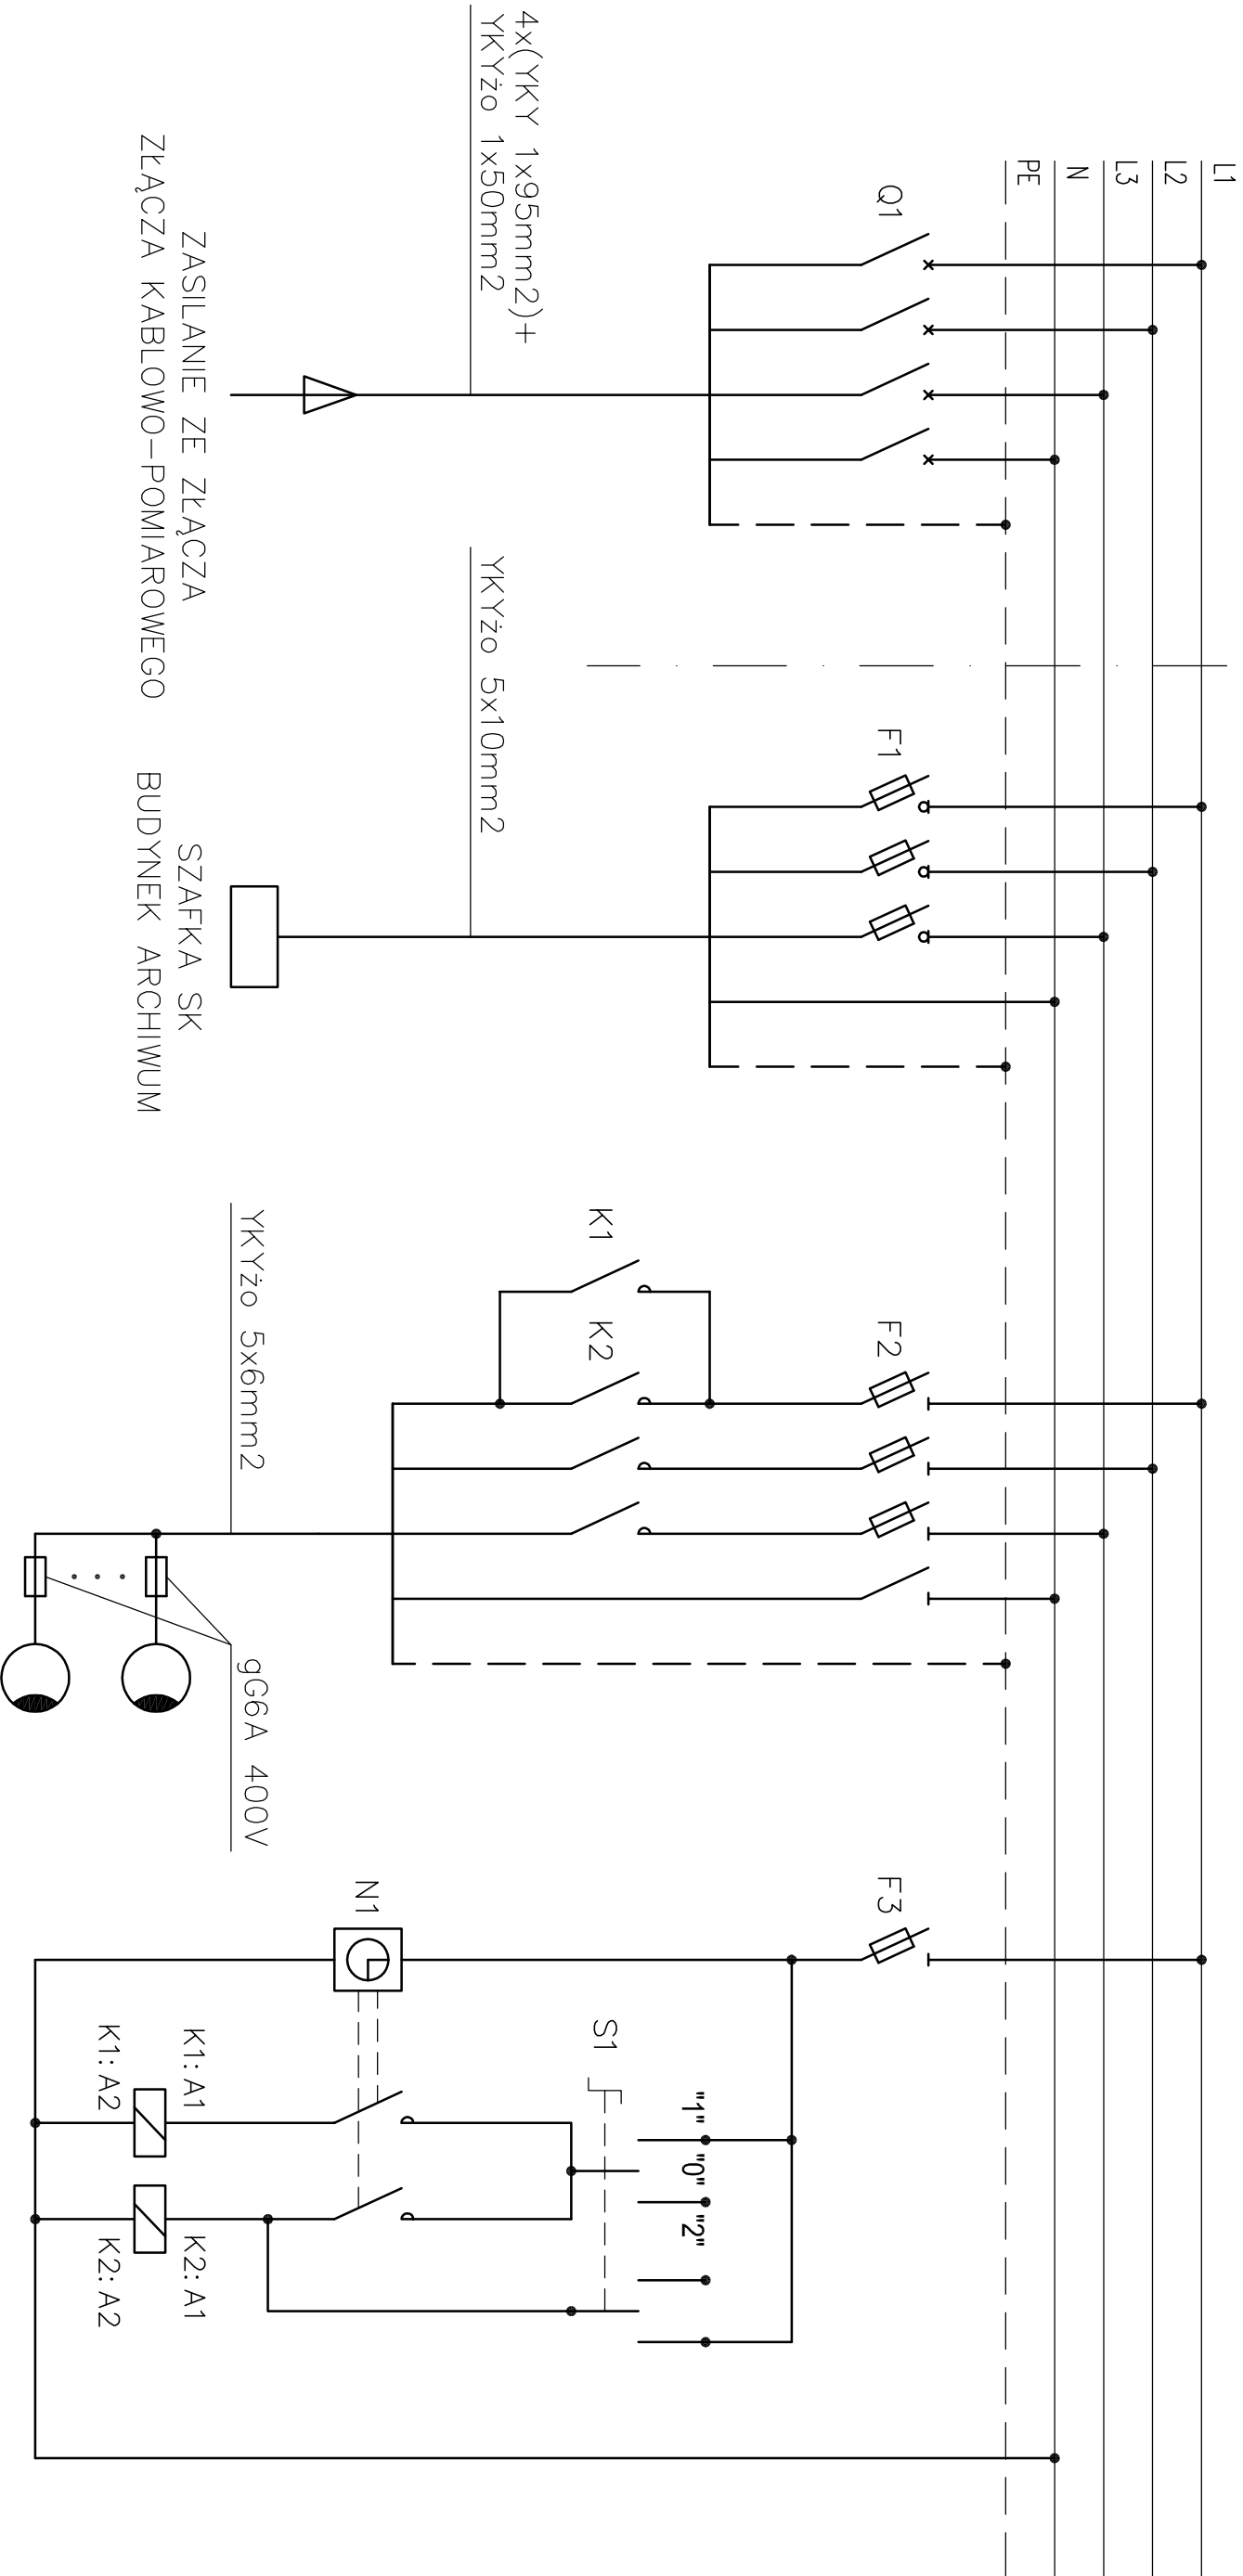 L1
L2
L3
N
PE
Q1
F1
F2
F3
K1
K2
S1
"1"
"0"
"2"
N1
4x(YKY 1x95mm2)+
YKYżo 1x50mm2
YKYżo 5x10mm2
YKYżo 5x6mm2
gG6A 400V
K1:A1
K1:A2
K2:A1
K2:A2
ZASILANIE ZE ZŁĄCZA
ZŁĄCZA KABLOWO-POMIAROWEGO
SZAFKA SK
BUDYNEK ARCHIWUM